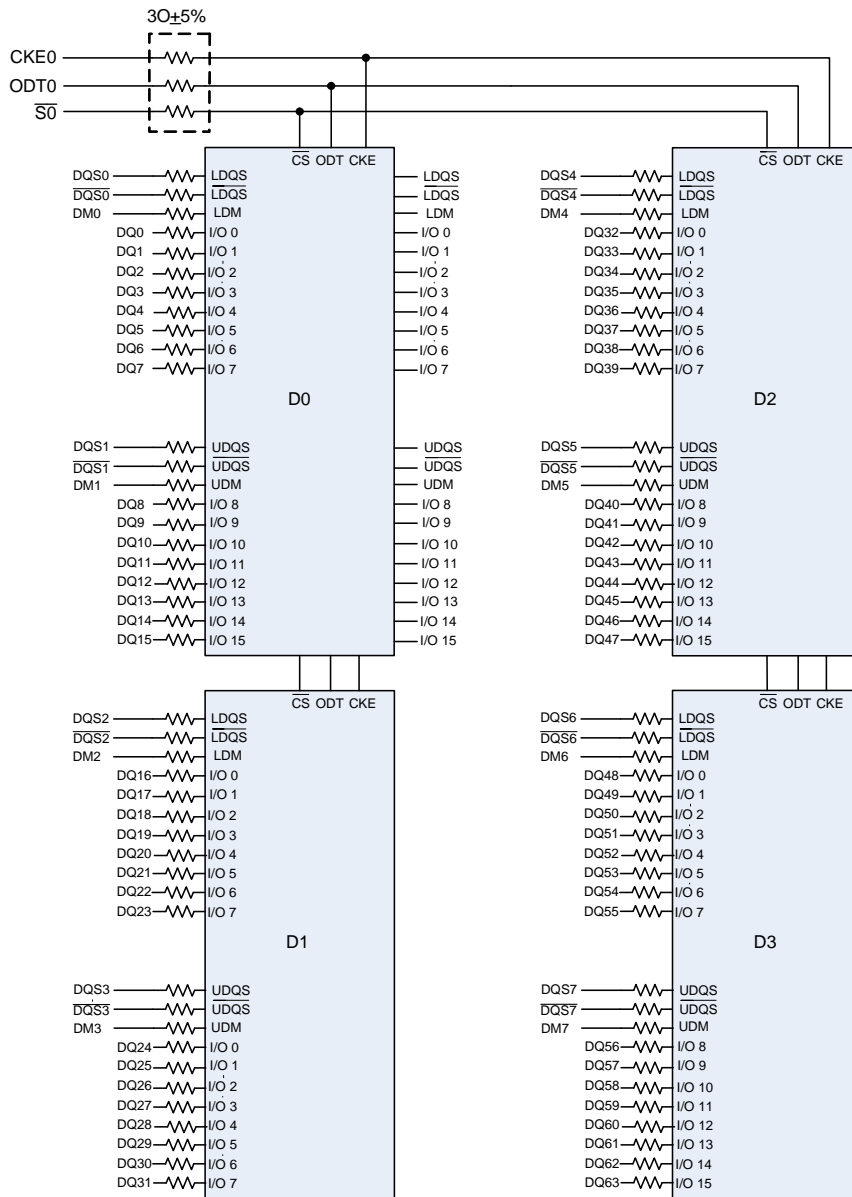 3O±5%
CKE0
ODT0
S0
CS ODT CKE
DQS0 LDQS
DQS0 LDQS
DM0 LDM
DQ0 I/O 0
DQ1 I/O 1
DQ2 I/O 2
DQ3 I/O 3
DQ4 I/O 4
DQ5 I/O 5
DQ6 I/O 6
DQ7 I/O 7
D0
DQS1 UDQS
DQS1 UDQS
DM1 UDM
DQ8 I/O 8
DQ9 I/O 9
DQ10 I/O 10
DQ11 I/O 11
DQ12 I/O 12
DQ13 I/O 13
DQ14 I/O 14
DQ15 I/O 15
LDQS
LDQS
LDM
I/O 0
I/O 1
I/O 2
I/O 3
I/O 4
I/O 5
I/O 6
I/O 7
UDQS
UDQS
UDM
I/O 8
I/O 9
I/O 10
I/O 11
I/O 12
I/O 13
I/O 14
I/O 15
CS ODT CKE
DQS4 LDQS
DQS4 LDQS
DM4 LDM
DQ32 I/O 0
DQ33 I/O 1
DQ34 I/O 2
DQ35 I/O 3
DQ36 I/O 4
DQ37 I/O 5
DQ38 I/O 6
DQ39 I/O 7
D2
DQS5 UDQS
DQS5 UDQS
DM5 UDM
DQ40 I/O 8
DQ41 I/O 9
DQ42 I/O 10
DQ43 I/O 11
DQ44 I/O 12
DQ45 I/O 13
DQ46 I/O 14
DQ47 I/O 15
CS ODT CKE
DQS2 LDQS
DQS2 LDQS
DM2 LDM
DQ16 I/O 0
DQ17 I/O 1
DQ18 I/O 2
DQ19 I/O 3
DQ20 I/O 4
DQ21 I/O 5
DQ22 I/O 6
DQ23 I/O 7
D1
DQS3 UDQS
DQS3 UDQS
DM3 UDM
DQ24 I/O 0
DQ25 I/O 1
DQ26 I/O 2
DQ27 I/O 3
DQ28 I/O 4
DQ29 I/O 5
DQ30 I/O 6
DQ31 I/O 7
CS ODT CKE
DQS6 LDQS
DQS6 LDQS
DM6 LDM
DQ48 I/O 0
DQ49 I/O 1
DQ50 I/O 2
DQ51 I/O 3
DQ52 I/O 4
DQ53 I/O 5
DQ54 I/O 6
DQ55 I/O 7
D3
DQS7 UDQS
DQS7 UDQS
DM7 UDM
DQ56 I/O 8
DQ57 I/O 9
DQ58 I/O 10
DQ59 I/O 11
DQ60 I/O 12
DQ61 I/O 13
DQ62 I/O 14
DQ63 I/O 15